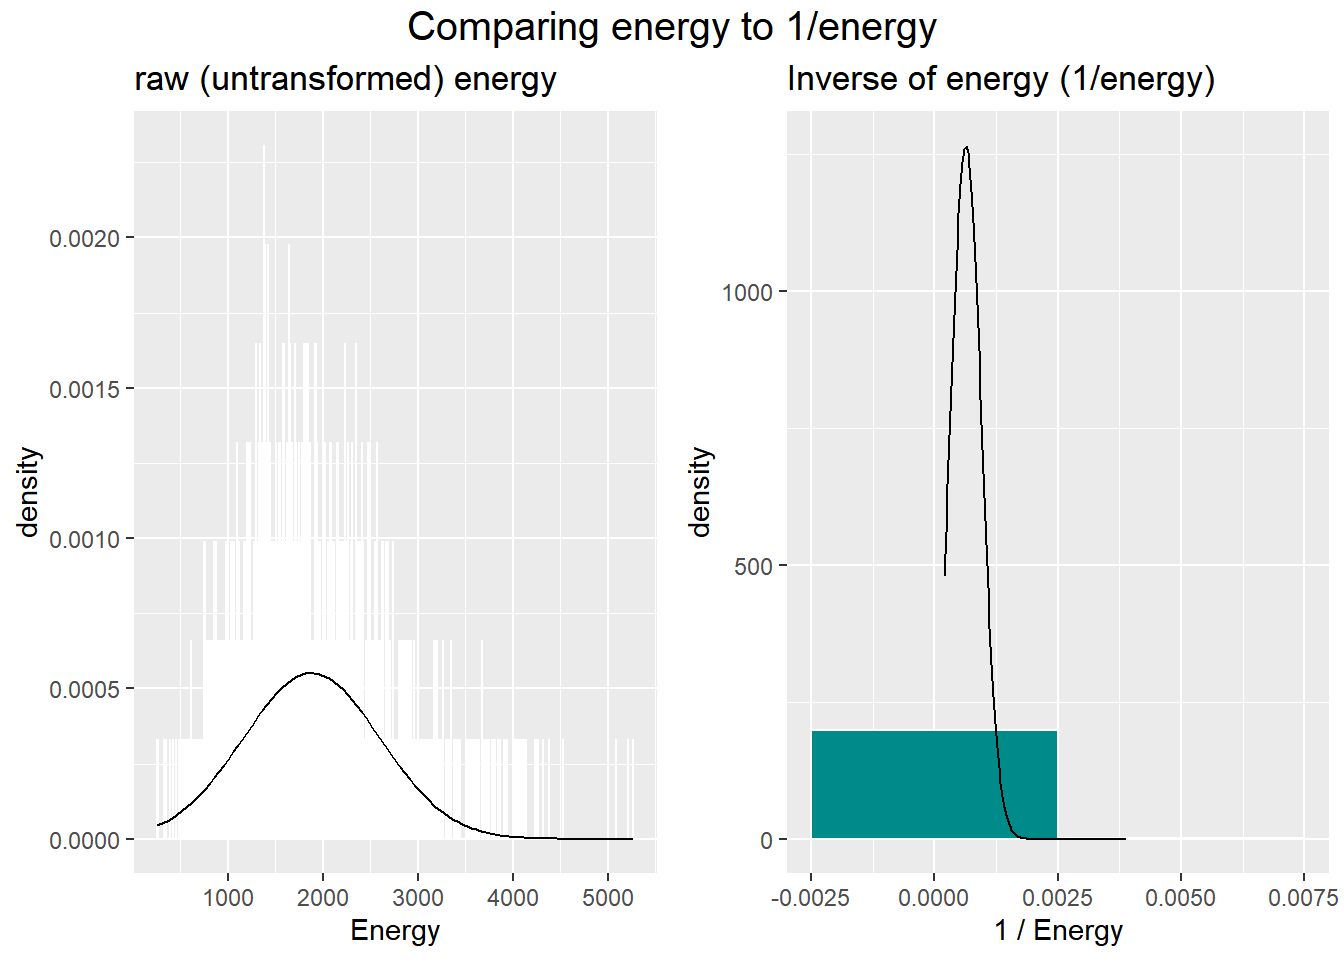 Comparing energy to 1/energy
raw (untransformed) energy
density
0.0020
0.0015
0.0010
0.0005
0.0000
1000 2000 3000 4000 5000
Energy
Inverse of energy (1/energy)
density
1000
500
0
-0.0025 0.0000 0.0025 0.0050 0.0075
1 / Energy